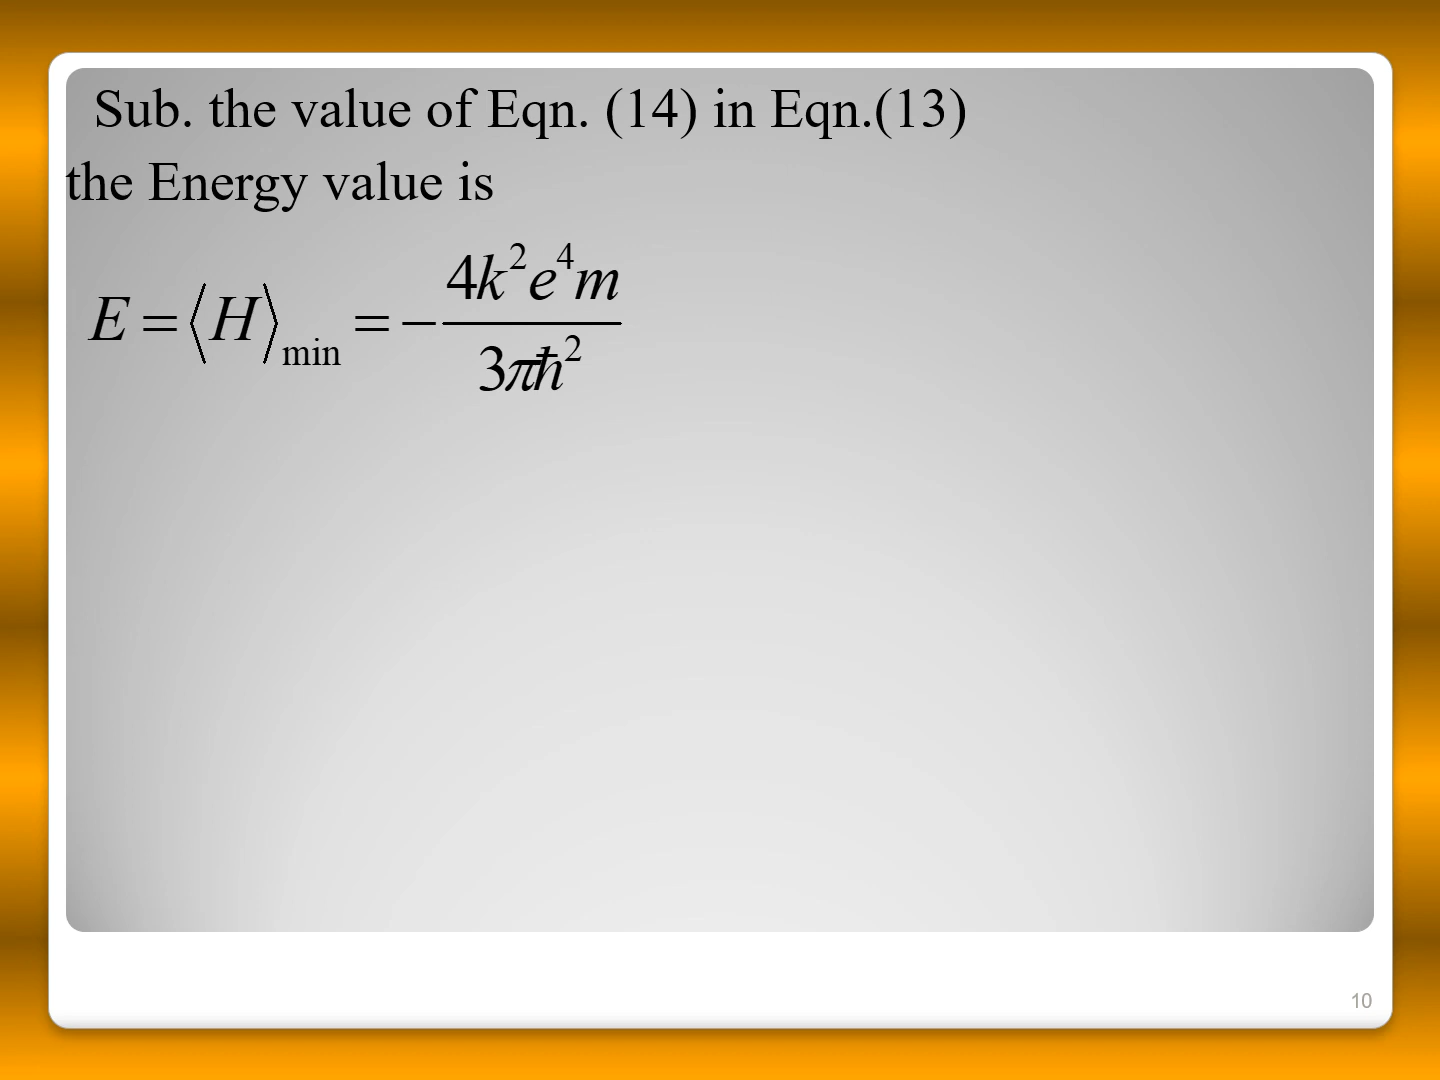 Sub. the value of Eqn. (14) in Eqn.(13)
the Energy value is
E = ⟨H⟩min = − 4k²e⁴m / 3πħ²
10